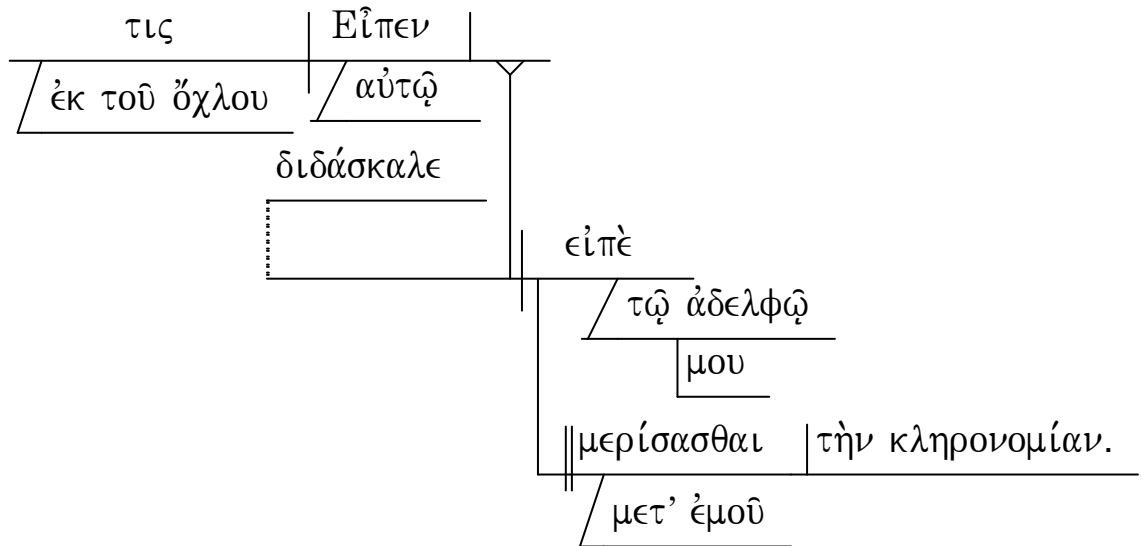 τις Εἶπεν
ἐκ τοῦ ὄχλου αὐτῷ
διδάσκαλε
εἰπὲ
τῷ ἀδελφῷ
μου
μερίσασθαι τὴν κληρονομίαν.
μετ’ ἐμοῦ